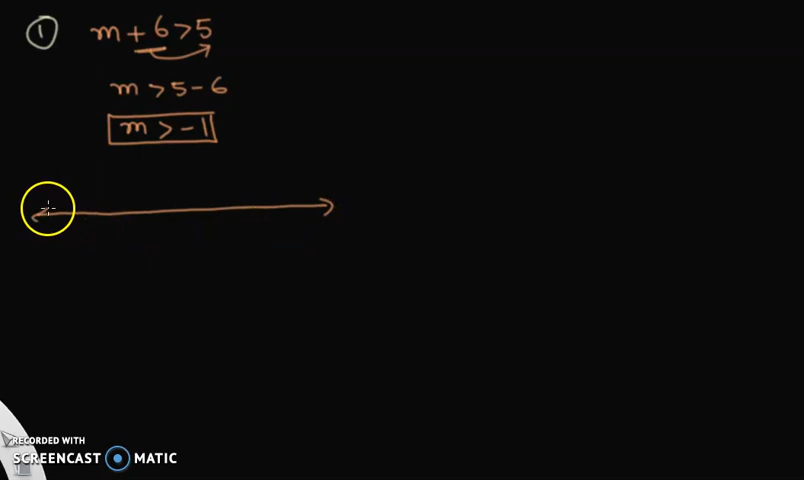 ① m + 6 > 5
m > 5 - 6
m > - 1
RECORDED WITH
SCREENCAST MATIC